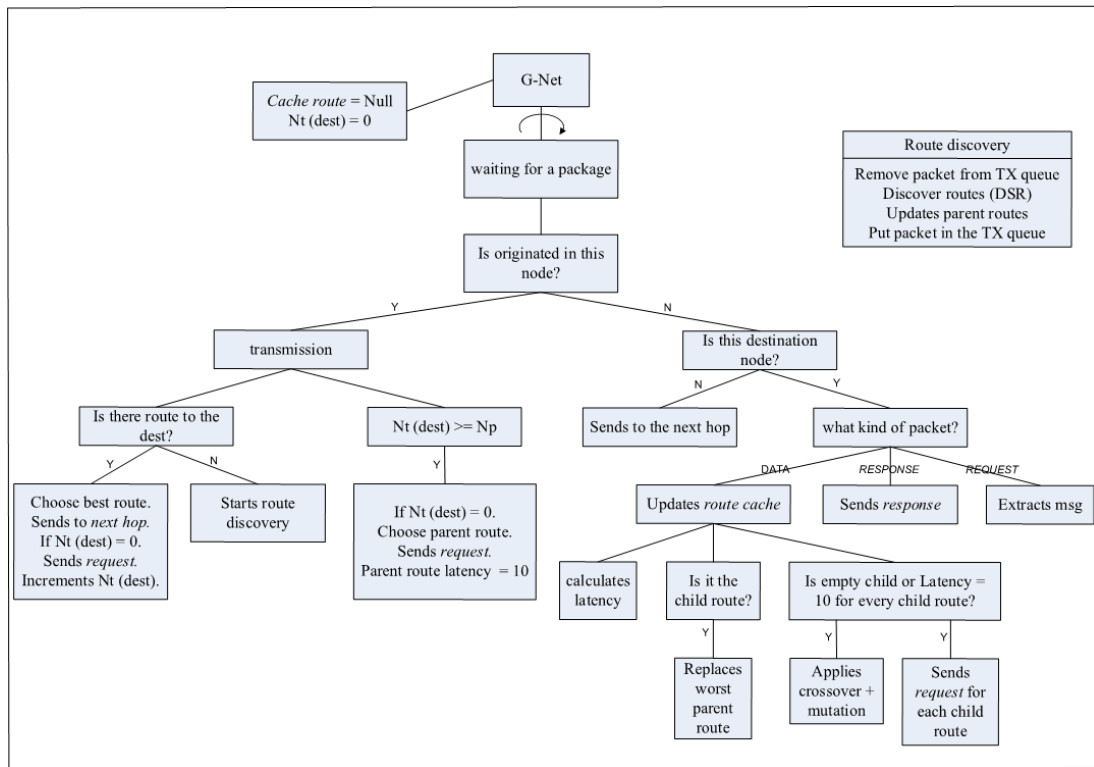 G-Net
Cache route = Null
Nt (dest) = 0
waiting for a package
Route discovery
Remove packet from TX queue
Discover routes (DSR)
Updates parent routes
Put packet in the TX queue
Is originated in this
node?
Y
N
transmission
Is this destination
node?
N
Y
Is there route to the
dest?
Nt (dest) >= Np
Sends to the next hop
what kind of packet?
Y
N
Y
DATA
RESPONSE
REQUEST
Choose best route.
Sends to next hop.
If Nt (dest) = 0.
Sends request.
Increments Nt (dest).
Starts route
discovery
If Nt (dest) = 0.
Choose parent route.
Sends request.
Parent route latency = 10
Updates route cache
Sends response
Extracts msg
calculates
latency
Is it the
child route?
Is empty child or Latency =
10 for every child route?
Y
Y
Y
Replaces
worst
parent
route
Applies
crossover +
mutation
Sends
request for
each child
route